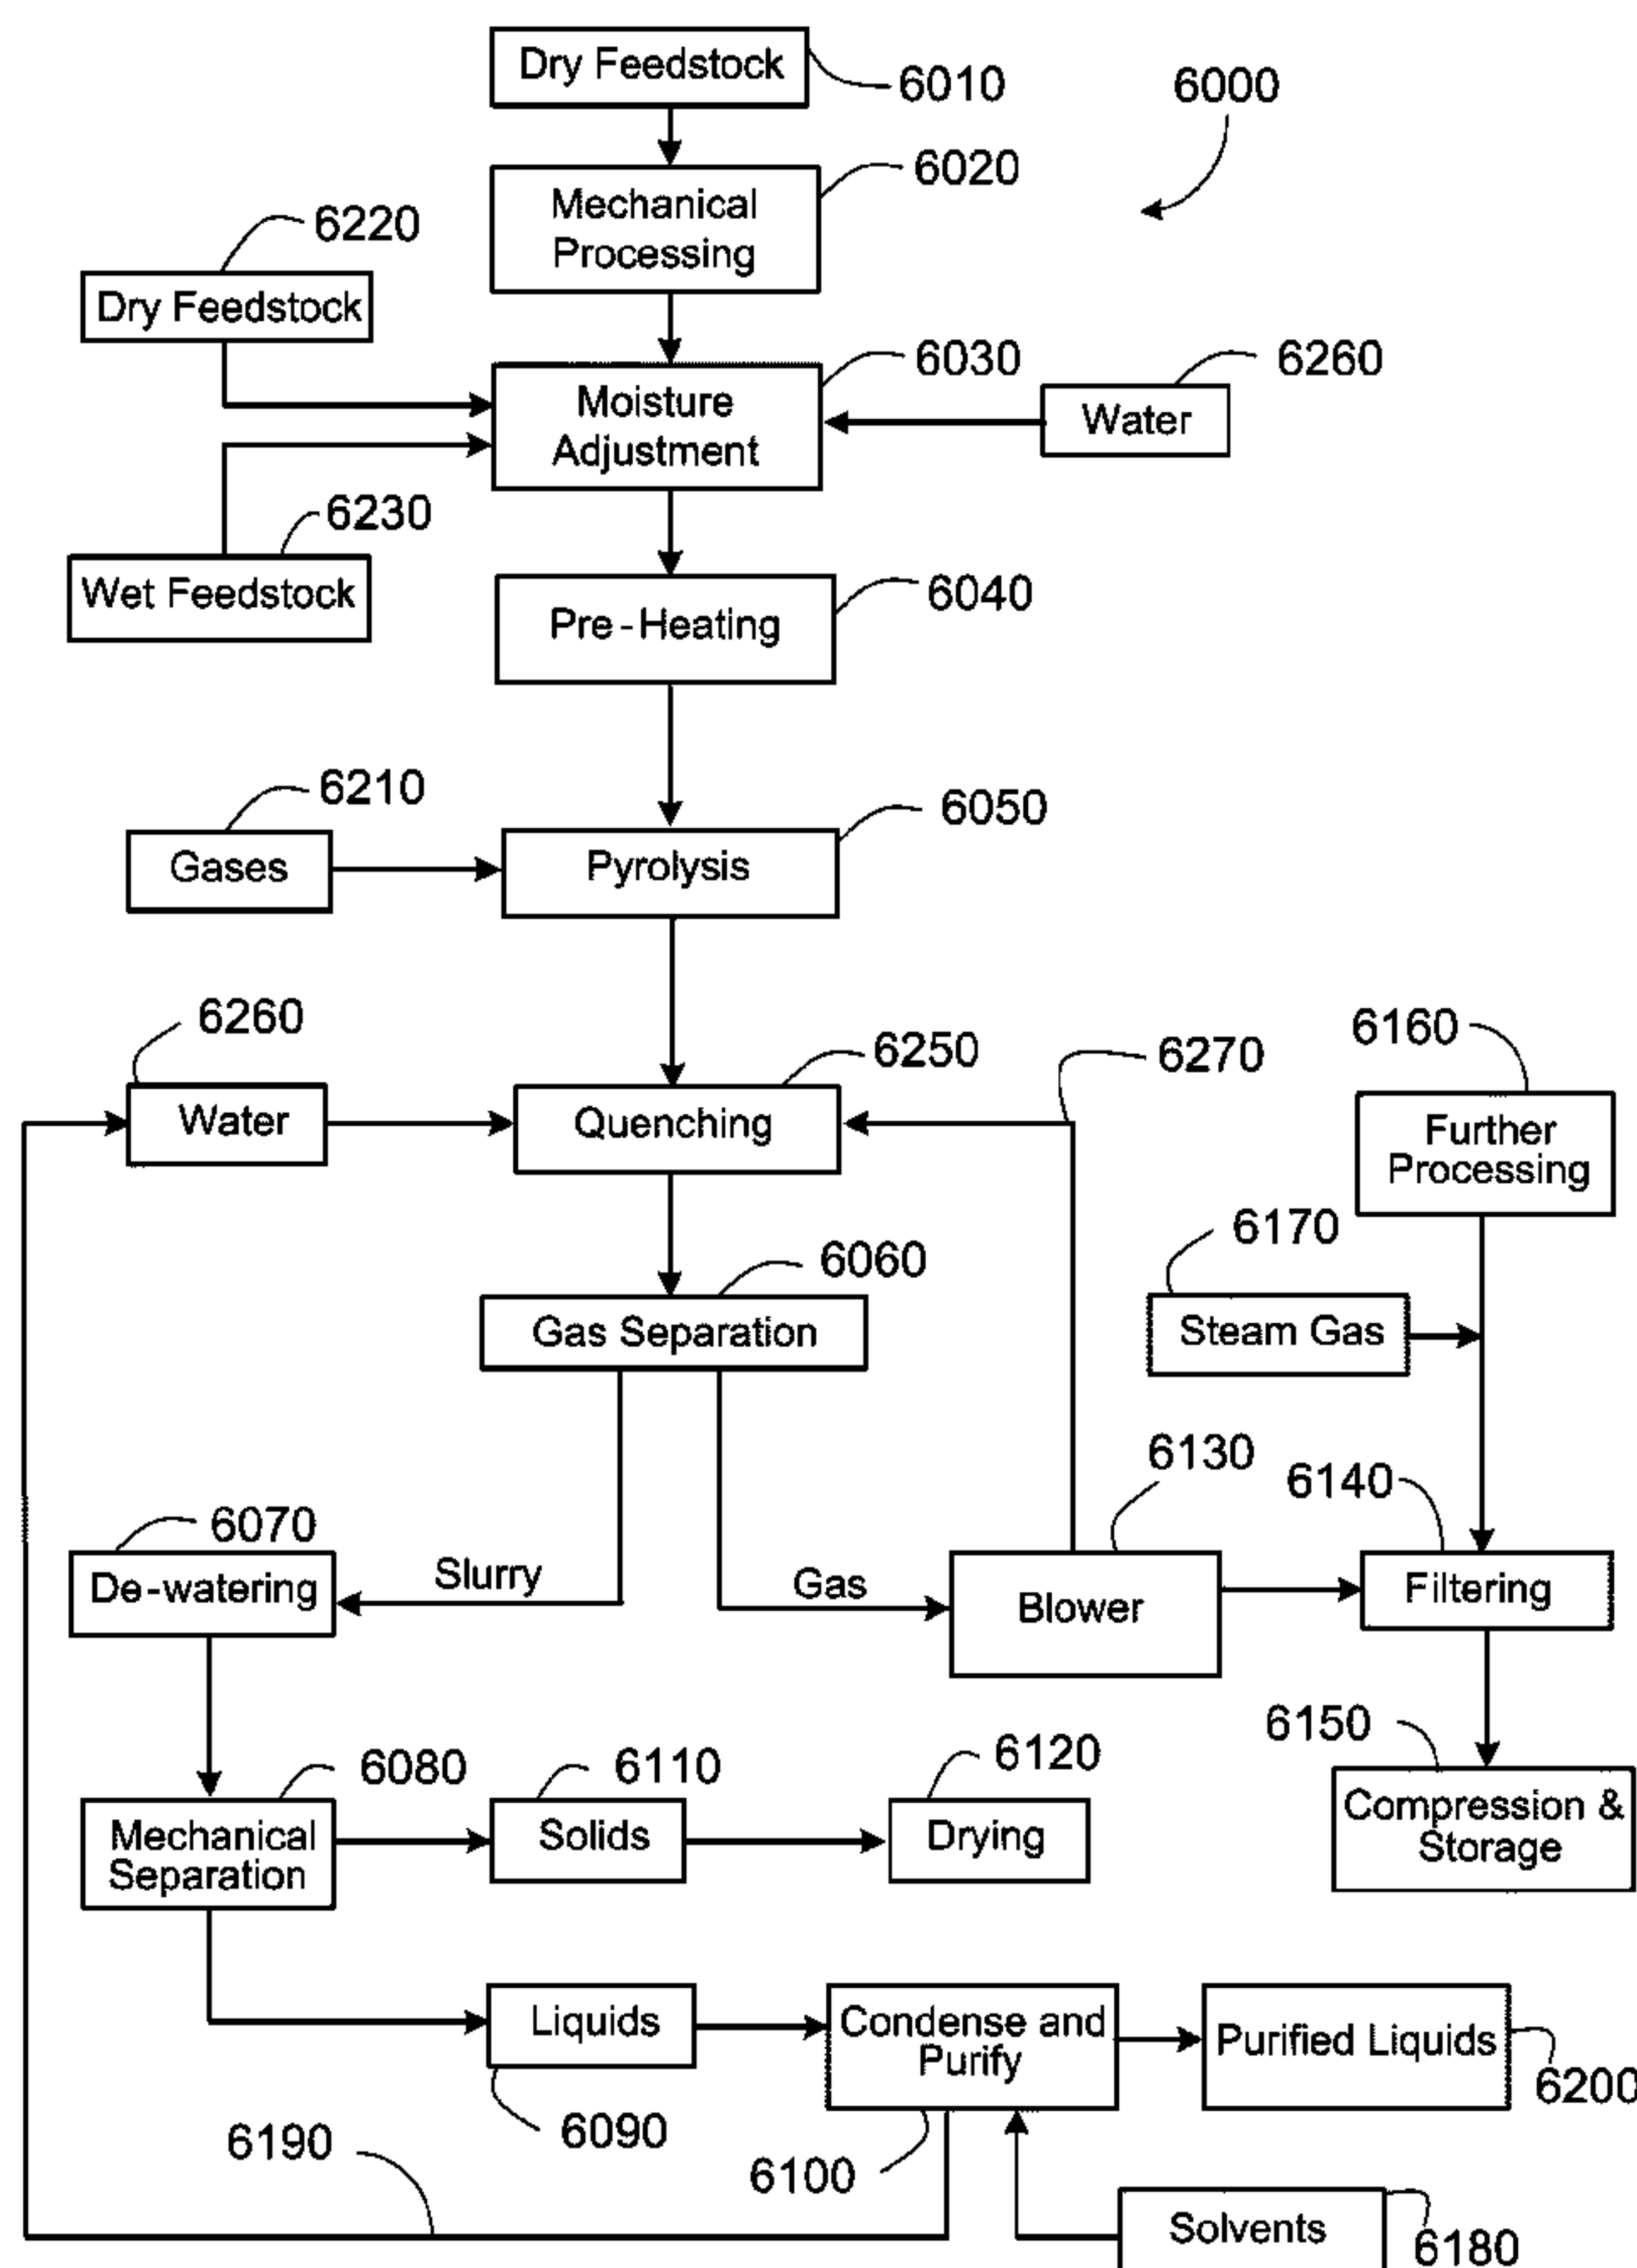 Dry Feedstock
6010
6000
Mechanical
Processing
6020
6220
Dry Feedstock
Moisture
Adjustment
6030
6260
Water
6230
Wet Feedstock
Pre-Heating
6040
6210
Gases
Pyrolysis
6050
6260
Water
Quenching
6250
6270
6160
Further
Processing
6170
Steam Gas
6060
Gas Separation
6130
6140
6070
De-watering
Slurry
Gas
Blower
Filtering
6150
Compression &
Storage
6080
Mechanical
Separation
6110
Solids
6120
Drying
Liquids
6090
Condense and
Purify
6100
Purified Liquids
6200
6190
Solvents
6180